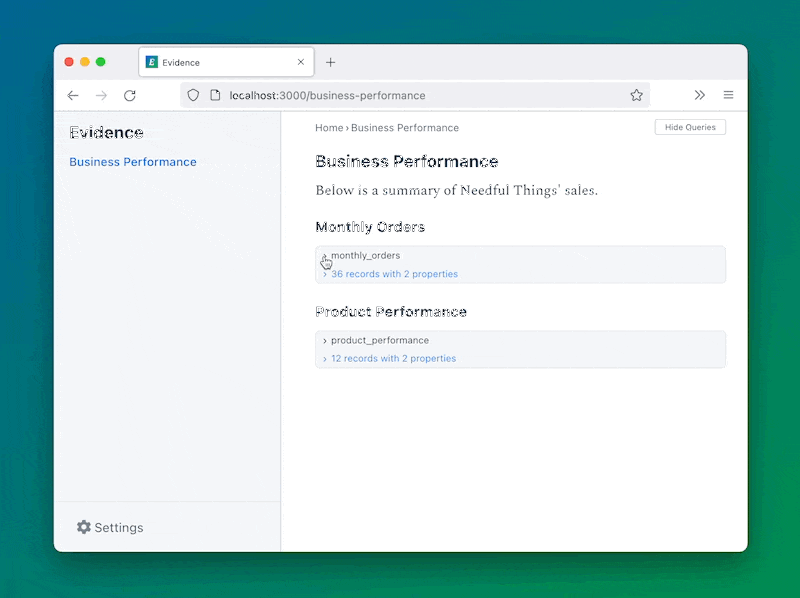 Evidence
localhost:3000/business-performance
Evidence
Business Performance
Settings
Home › Business Performance
Hide Queries
Business Performance
Below is a summary of Needful Things' sales.
Monthly Orders
monthly_orders
36 records with 2 properties
Product Performance
product_performance
12 records with 2 properties